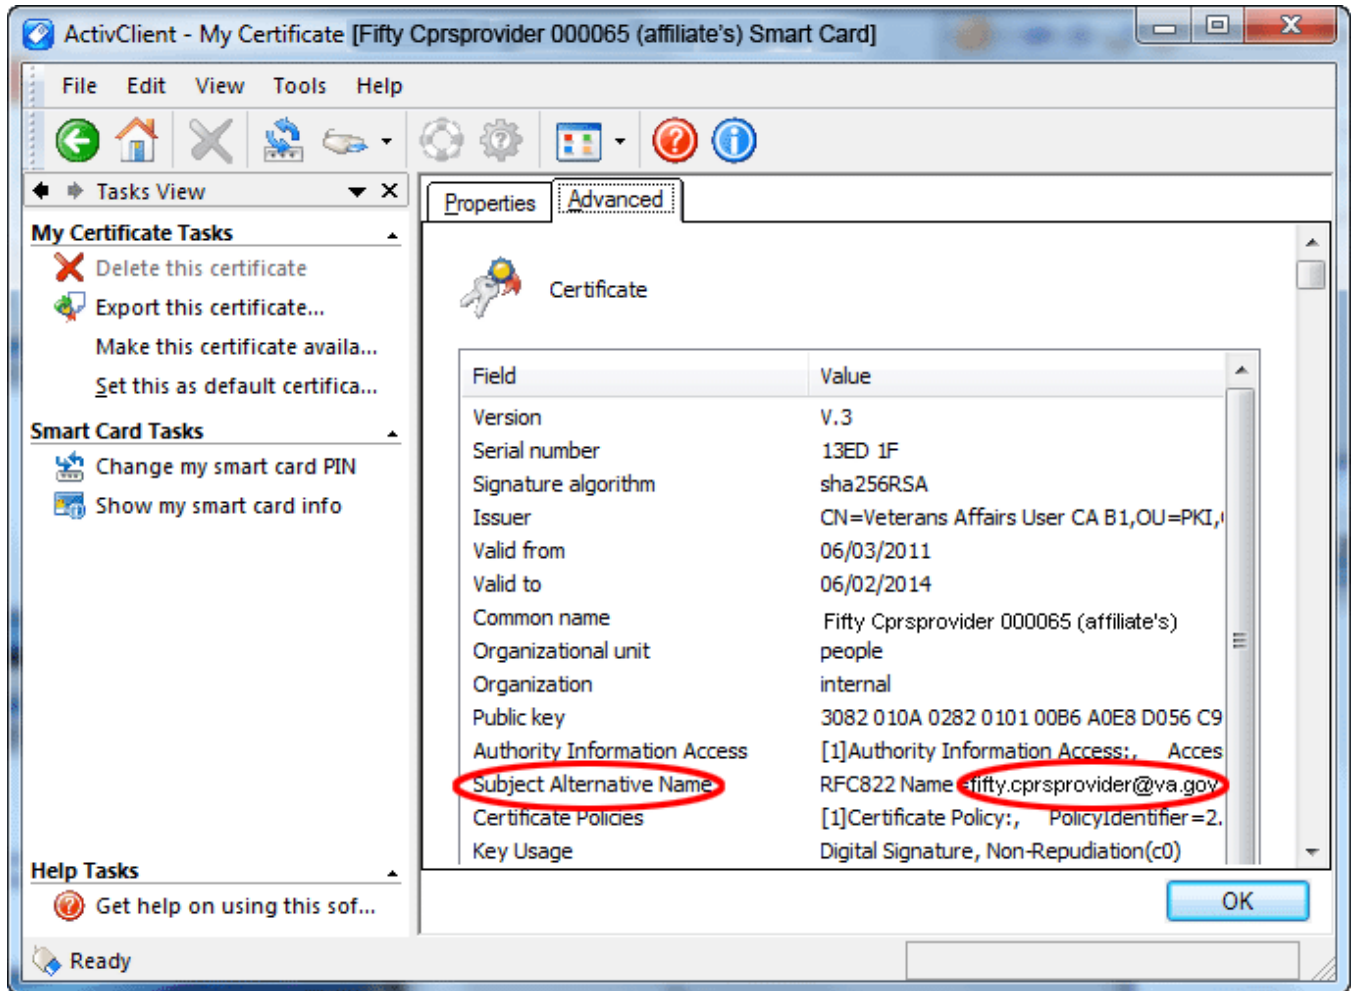 ActivClient - My Certificate [Fifty Cprsprovider 000065 (affiliate's) Smart Card]
File Edit View Tools Help
Tasks View
My Certificate Tasks
Delete this certificate
Export this certificate...
Make this certificate availa...
Set this as default certifica...
Smart Card Tasks
Change my smart card PIN
Show my smart card info
Help Tasks
Get help on using this sof...
Properties Advanced
Certificate
Field Value
Version V.3
Serial number 13ED 1F
Signature algorithm sha256RSA
Issuer CN=Veterans Affairs User CA B1,OU=PKI,
Valid from 06/03/2011
Valid to 06/02/2014
Common name Fifty Cprsprovider 000065 (affiliate's)
Organizational unit people
Organization internal
Public key 3082 010A 0282 0101 00B6 A0E8 D056 C9
Authority Information Access [1]Authority Information Access:, Acces
Subject Alternative Name RFC822 Name =fifty.cprsprovider@va.gov
Certificate Policies [1]Certificate Policy:, PolicyIdentifier=2.
Key Usage Digital Signature, Non-Repudiation(c0)
OK
Ready